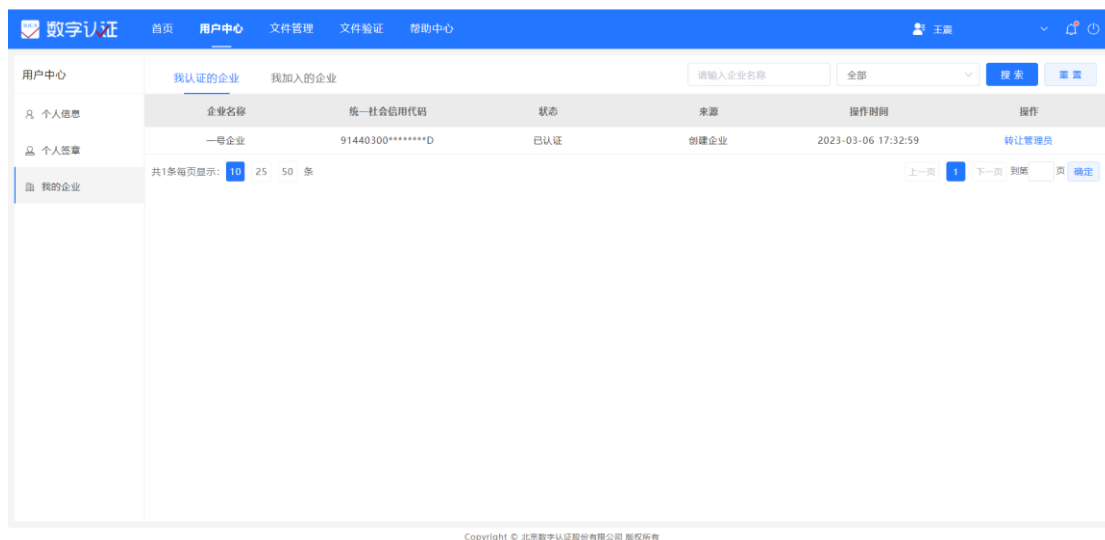 数字认证 首页 用户中心 文件管理 文件验证 帮助中心 王震
用户中心
个人信息
个人签章
我的企业
我认证的企业 我加入的企业 请输入企业名称 全部 搜索 重置
企业名称 统一社会信用代码 状态 来源 操作时间 操作
一号企业 91440300********D 已认证 创建企业 2023-03-06 17:32:59 转让管理员
共1条每页显示: 10 25 50 条 上一页 1 下一页 到第 页 确定
Copyright © 北京数字认证股份有限公司 版权所有